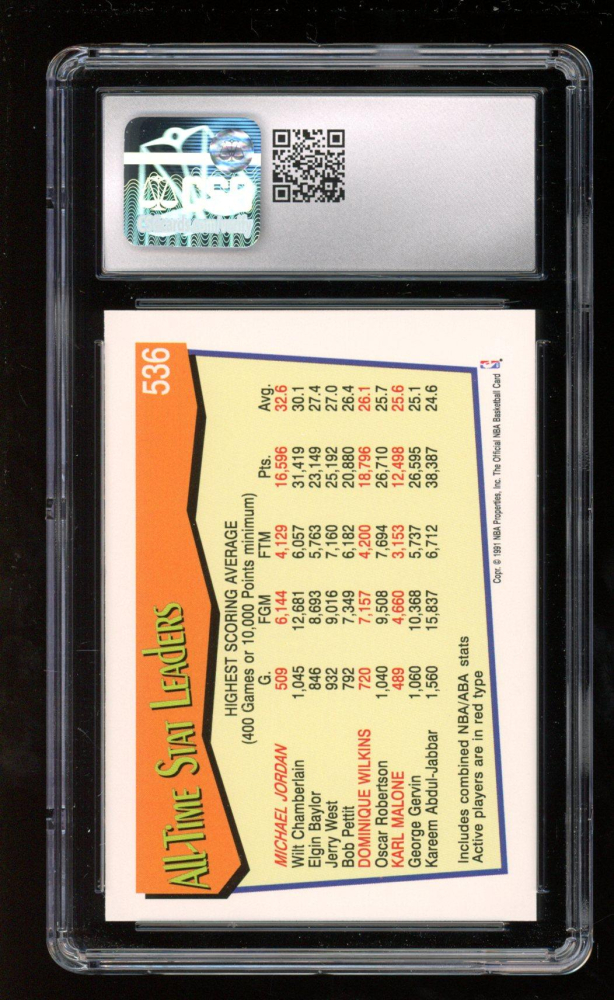 CSG
536
All-Time Stat Leaders
HIGHEST SCORING AVERAGE
(400 Games or 10,000 Points minimum)
G. FGM FTM Pts. Avg.
MICHAEL JORDAN 509 6,144 4,129 16,596 32.6
Wilt Chamberlain 1,045 12,681 6,057 31,419 30.1
Elgin Baylor 846 8,693 5,763 23,149 27.4
Jerry West 932 9,016 7,160 25,192 27.0
Bob Pettit 792 7,349 6,182 20,880 26.4
DOMINIQUE WILKINS 720 7,157 4,200 18,796 26.1
Oscar Robertson 1,040 9,508 7,694 26,710 25.7
KARL MALONE 489 4,660 3,153 12,498 25.6
George Gervin 1,060 10,368 5,737 26,595 25.1
Kareem Abdul-Jabbar 1,560 15,837 6,712 38,387 24.6
Includes combined NBA/ABA stats
Active players are in red type
Copr. © 1991 NBA Properties, Inc. The Official NBA Basketball Card